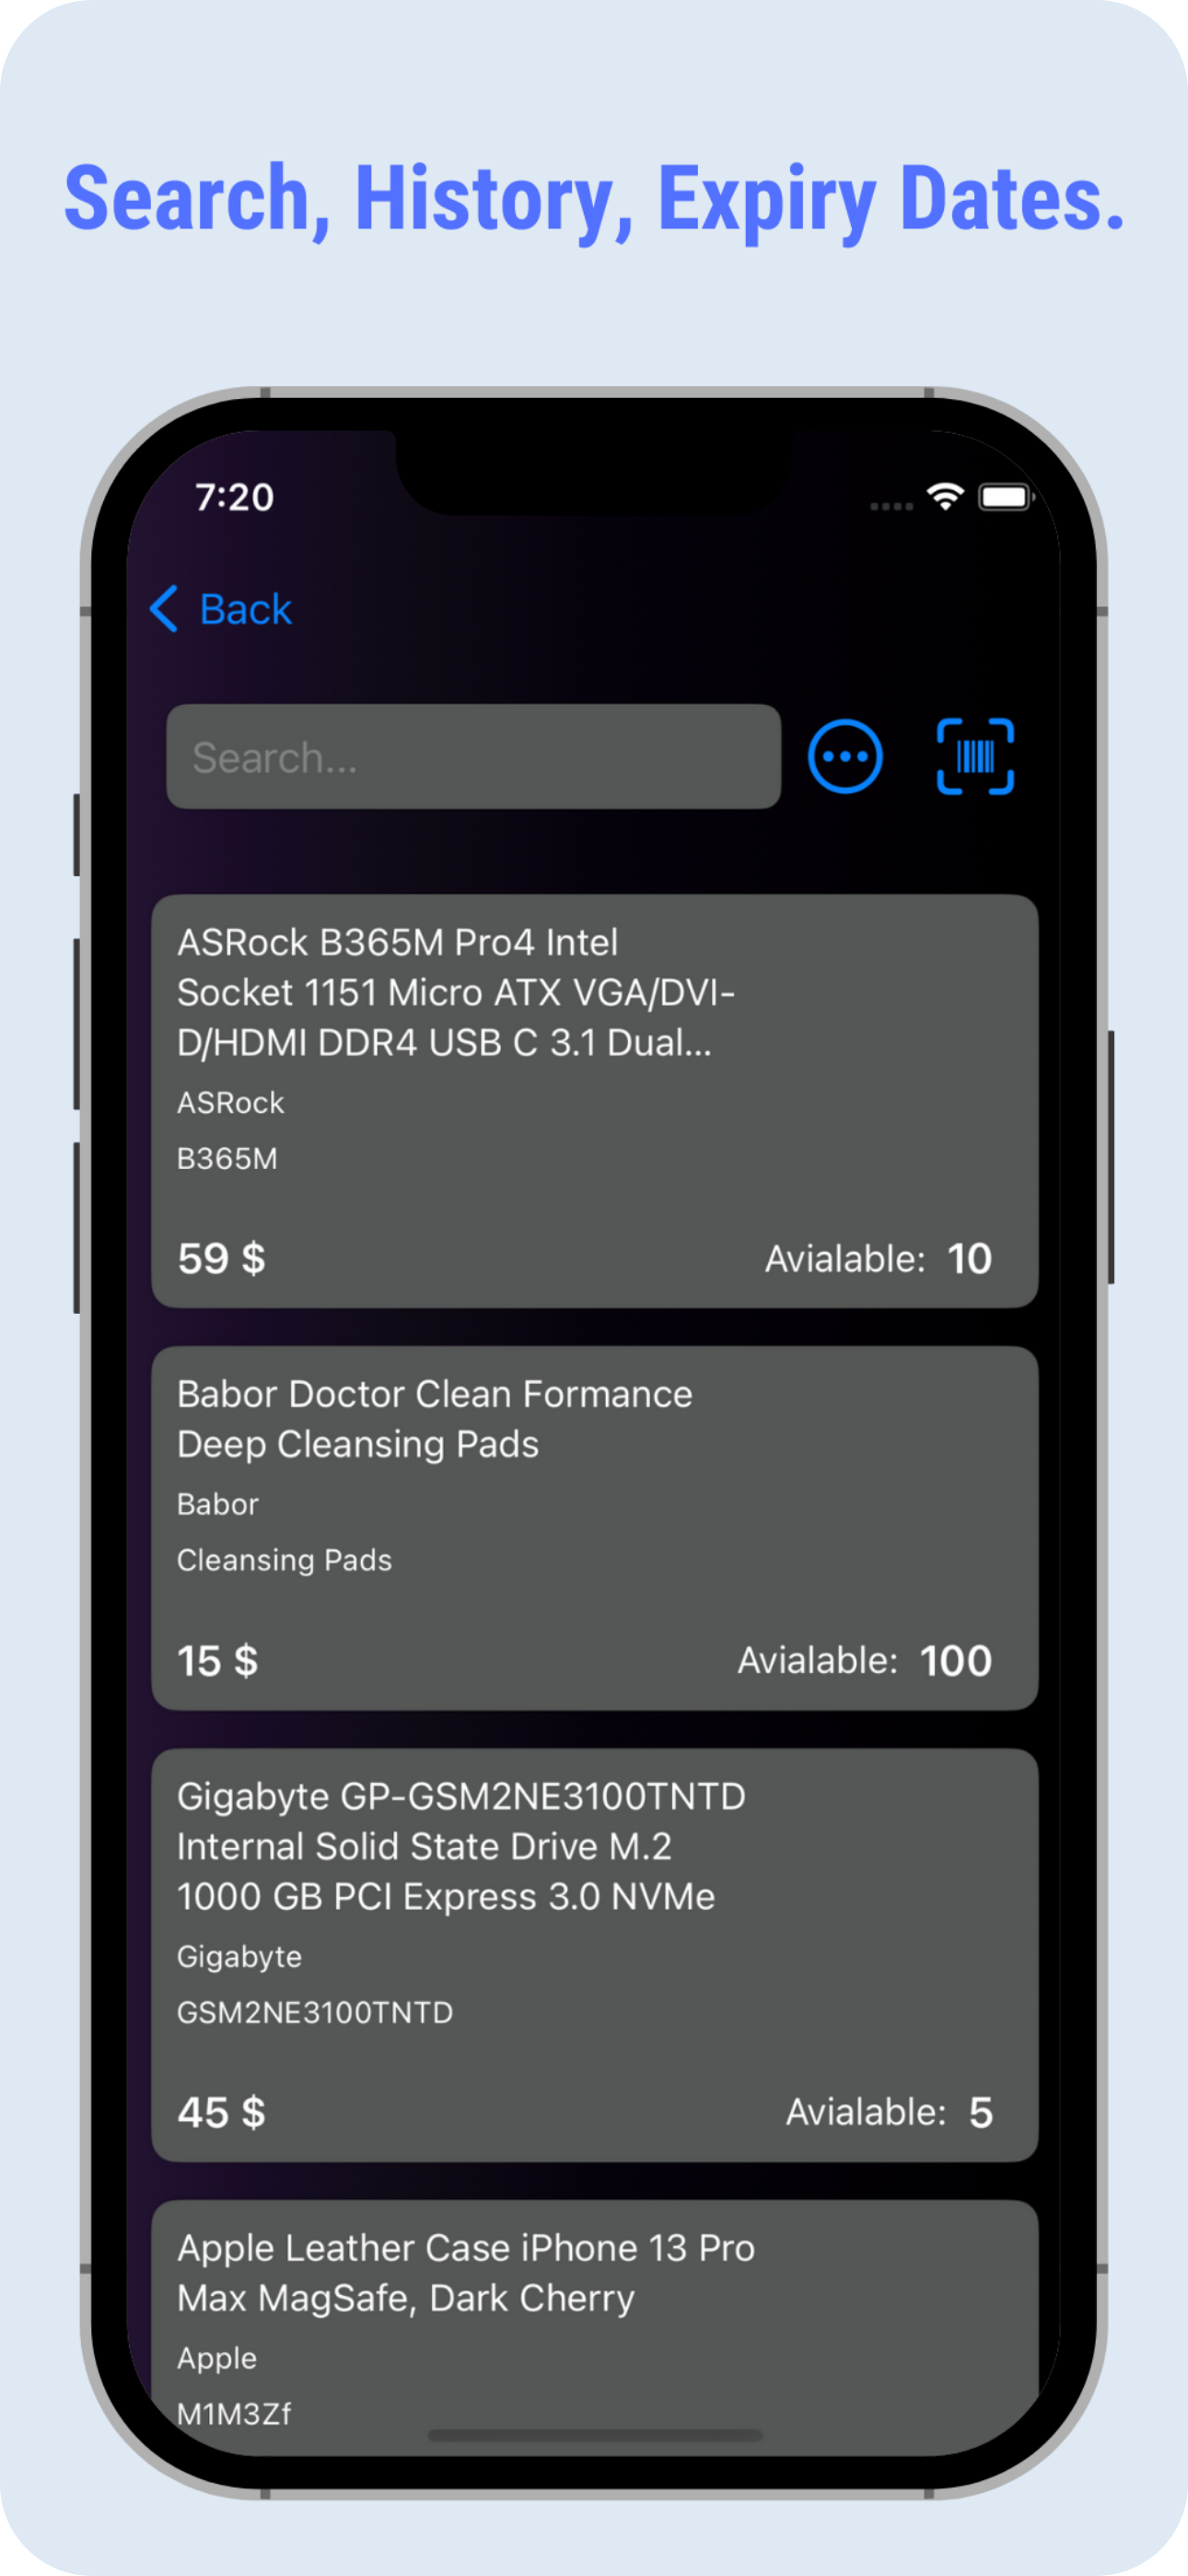 Search, History, Expiry Dates.
7:20
Back
Search...
ASRock B365M Pro4 Intel
Socket 1151 Micro ATX VGA/DVI-
D/HDMI DDR4 USB C 3.1 Dual...
ASRock
B365M
59 $ Avialable: 10
Babor Doctor Clean Formance
Deep Cleansing Pads
Babor
Cleansing Pads
15 $ Avialable: 100
Gigabyte GP-GSM2NE3100TNTD
Internal Solid State Drive M.2
1000 GB PCI Express 3.0 NVMe
Gigabyte
GSM2NE3100TNTD
45 $ Avialable: 5
Apple Leather Case iPhone 13 Pro
Max MagSafe, Dark Cherry
Apple
M1M3Zf